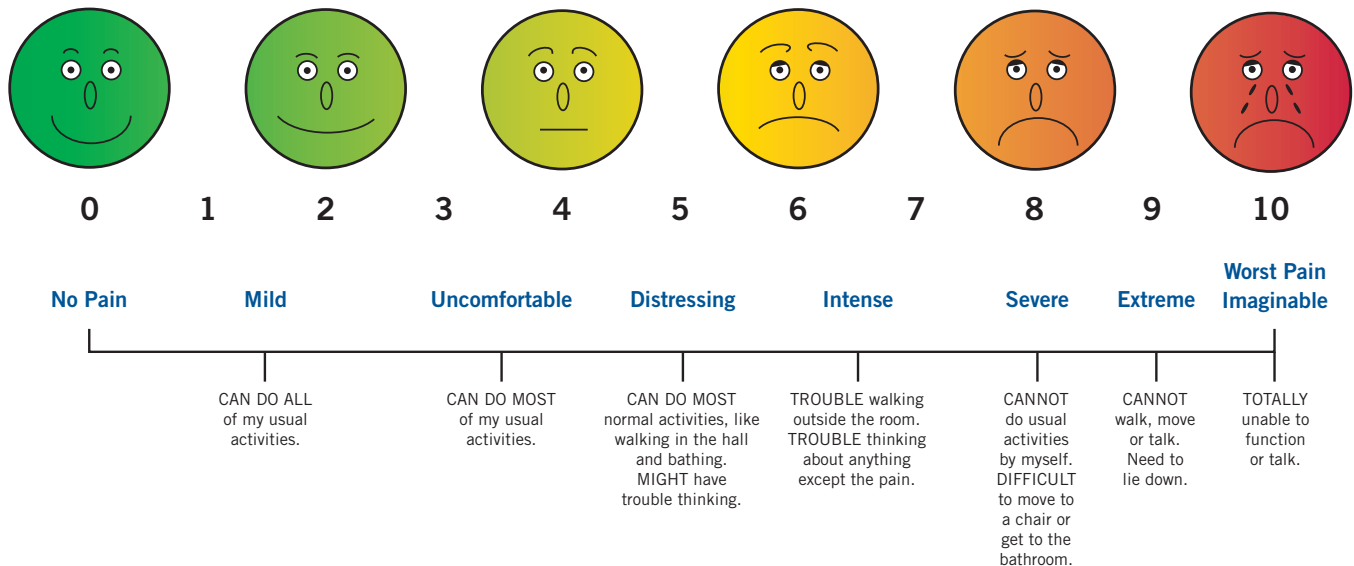 0 1 2 3 4 5 6 7 8 9 10
No Pain
Mild
Uncomfortable
Distressing
Intense
Severe
Extreme
Worst Pain
Imaginable
CAN DO ALL
of my usual
activities.
CAN DO MOST
of my usual
activities.
CAN DO MOST
normal activities, like
walking in the hall
and bathing.
MIGHT have
trouble thinking.
TROUBLE walking
outside the room.
TROUBLE thinking
about anything
except the pain.
CANNOT
do usual
activities
by myself.
DIFFICULT
to move to
a chair or
get to the
bathroom.
CANNOT
walk, move
or talk.
Need to
lie down.
TOTALLY
unable to
function
or talk.